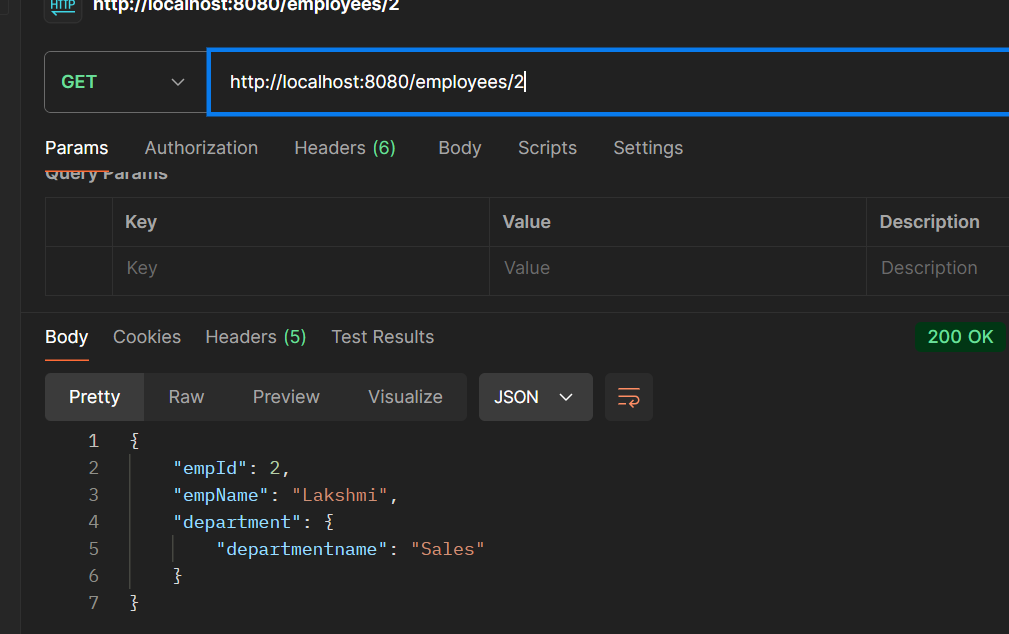 HTTP http://localhost:8080/employees/2
GET http://localhost:8080/employees/2
Params Authorization Headers (6) Body Scripts Settings
Query Params
Key Value Description
Key Value Description
Body Cookies Headers (5) Test Results 200 OK
Pretty Raw Preview Visualize JSON
1 {
2 "empId": 2,
3 "empName": "Lakshmi",
4 "department": {
5 "departmentname": "Sales"
6 }
7 }